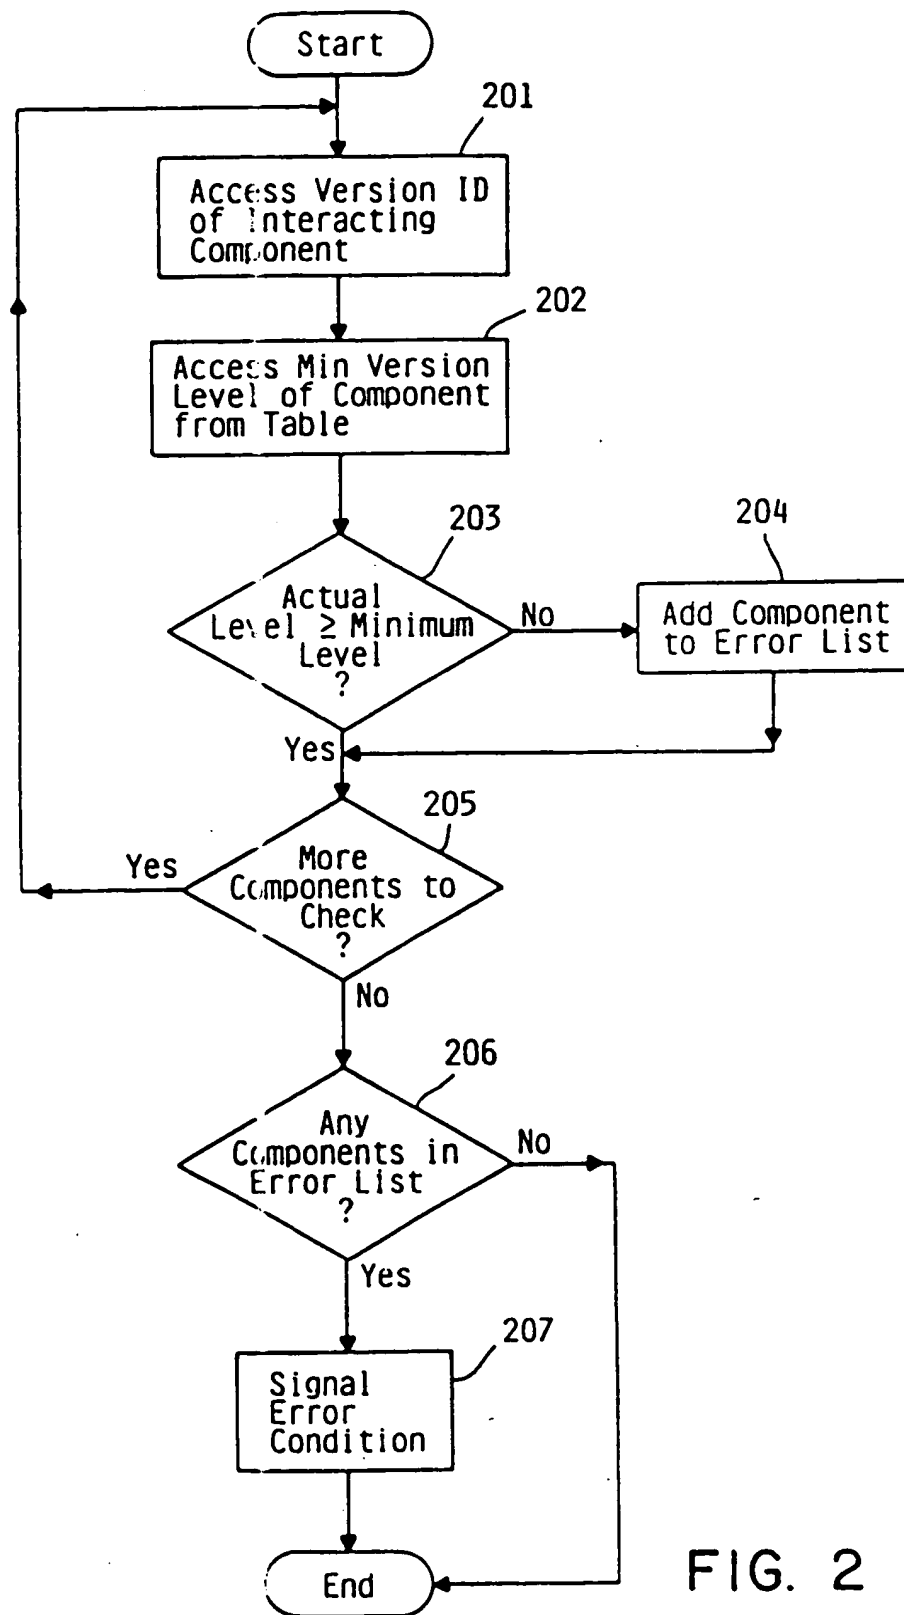 Start
201
Access Version ID
of Interacting
Component
202
Access Min Version
Level of Component
from Table
203
Actual
Level ≥ Minimum
Level
?
No
204
Add Component
to Error List
Yes
205
More
Components to
Check
?
Yes
No
206
Any
Components in
Error List
?
No
Yes
207
Signal
Error
Condition
End
FIG. 2